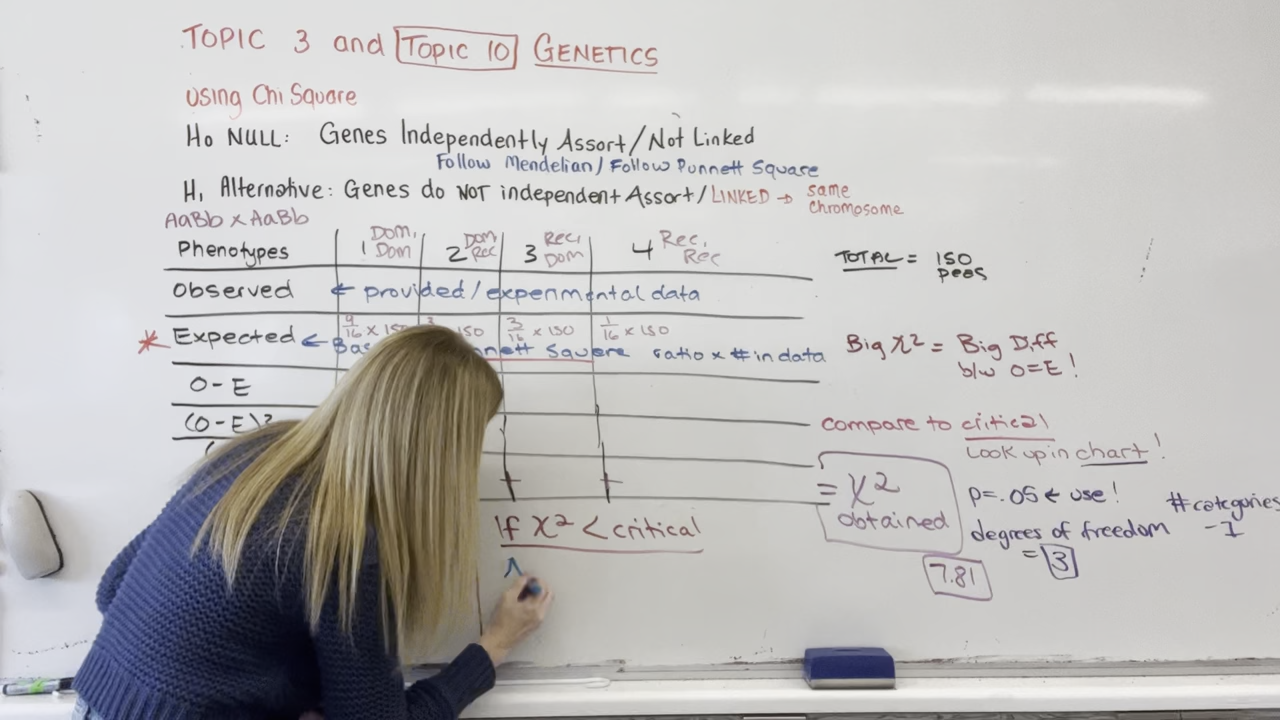 TOPIC 3 and Topic 10 GENETICS
Using Chi Square
Ho NULL: Genes Independently Assort/Not Linked
Follow Mendelian/Follow Punnett Square
H, Alternative: Genes do NOT independent Assort/LINKED → same chromosome
AaBb x AaBb
Phenotypes 1 Dom, Dom 2 Dom Rec 3 Rec, Dom 4 Rec, Rec
TOTAL = 150 peas
Observed ← provided/experimental data
Expected ← 9/16 x 150 3/16 x 150 1/16 x 150
Square ratio x # in data
Big X² = Big Diff
b/w O=E!
O-E
(O-E)²
compare to critical
Look up in chart!
= X² obtained
p=.05 ← use!
degrees of freedom = 3
#categories -1
7.81
If X² < critical